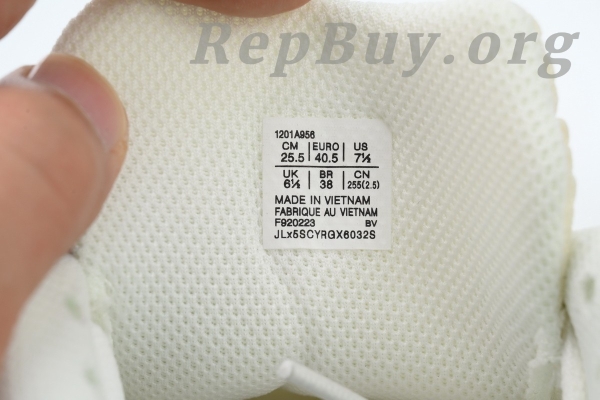 RepBuy.org
1201A956
CM EURO US
25.5 40.5 7½
UK BR CN
6½ 38 255(2.5)
MADE IN VIETNAM
FABRIQUE AU VIETNAM
F920223 BV
JLx5SCYRGX6032S